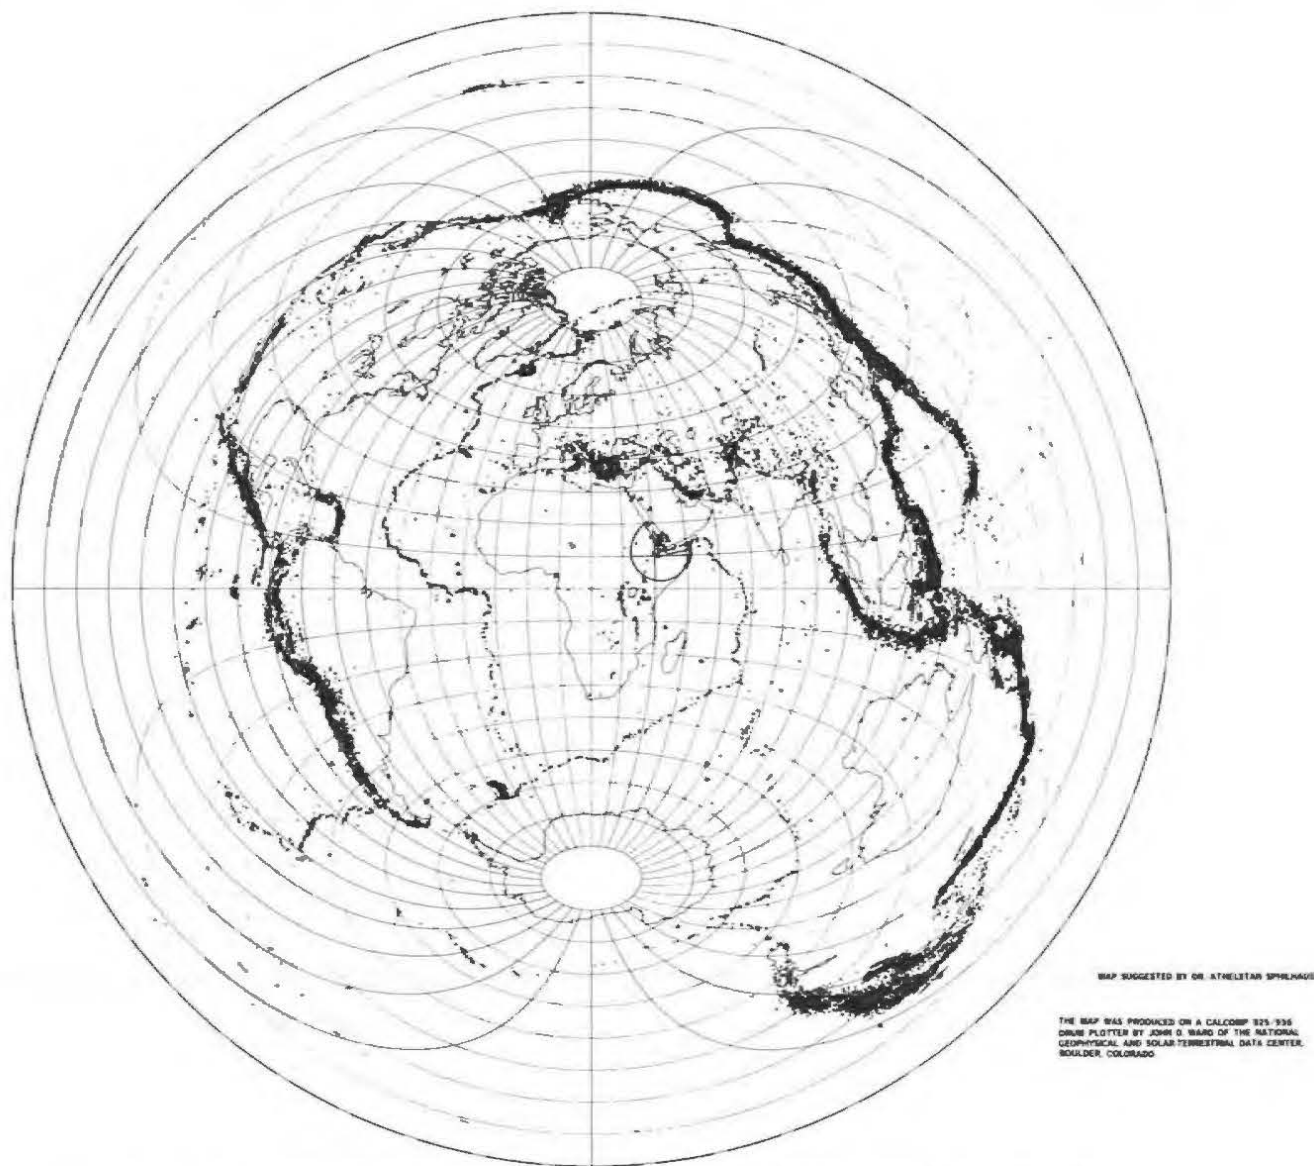 MAP SUGGESTED BY DR. ATHELSTAN SPHILHAUS
THE MAP WAS PRODUCED ON A CALCOMP 925/936
DRUM PLOTTER BY JOHN D. WARD OF THE NATIONAL
GEOPHYSICAL AND SOLAR-TERRESTRIAL DATA CENTER,
BOULDER, COLORADO